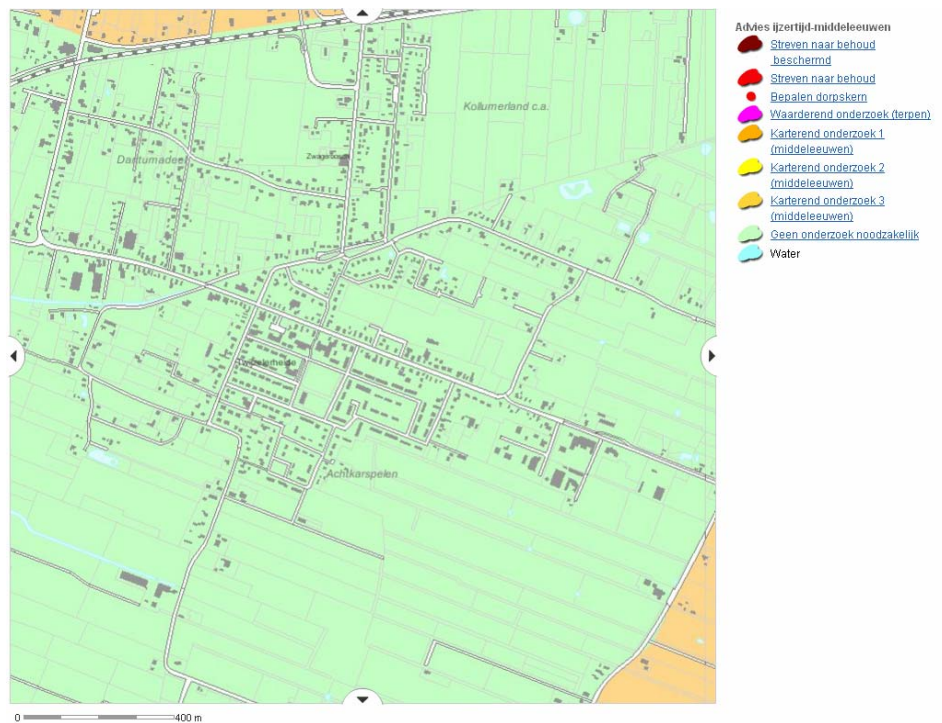 Advies ijzertijd-middeleeuwen
Streven naar behoud
beschermd
Streven naar behoud
Bepalen dorpskern
Waarderend onderzoek (terpen)
Karterend onderzoek 1
(middeleeuwen)
Karterend onderzoek 2
(middeleeuwen)
Karterend onderzoek 3
(middeleeuwen)
Geen onderzoek noodzakelijk
Water
Kollumerland c.a.
Dantumadeel
Twijzelerheide
Achtkarspelen
0 400 m